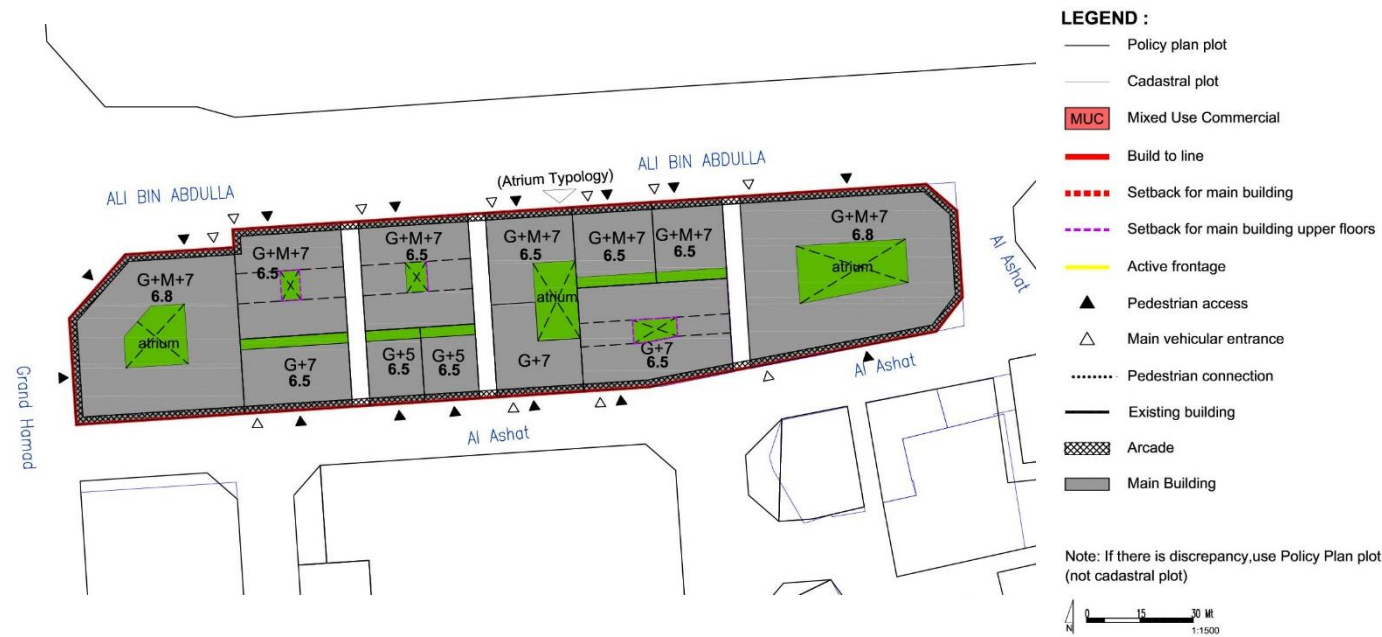 ALI BIN ABDULLA
ALI BIN ABDULLA
(Atrium Typology)
G+M+7
6.8
atrium
G+M+7
6.5
X
G+M+7
6.5
X
G+M+7
6.5
atrium
G+M+7
6.5
G+M+7
6.5
G+M+7
6.8
atrium
G+7
6.5
G+5
6.5
G+5
6.5
G+7
G+7
6.5
Grand Hamad
Al Ashat
Al Ashat
Al Ashat
LEGEND :
Policy plan plot
Cadastral plot
MUC Mixed Use Commercial
Build to line
Setback for main building
Setback for main building upper floors
Active frontage
Pedestrian access
Main vehicular entrance
Pedestrian connection
Existing building
Arcade
Main Building
Note: If there is discrepancy,use Policy Plan plot
(not cadastral plot)
N 0 15 30 Mt
1:1500